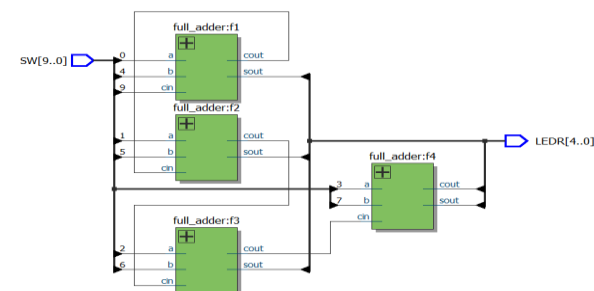 full_adder:f1
SW[9..0]
0 a cout
4 b sout
9 cin
full_adder:f2
1 a cout
5 b sout
cin
LEDR[4..0]
full_adder:f4
3 a cout
7 b sout
cin
full_adder:f3
2 a cout
6 b sout
cin